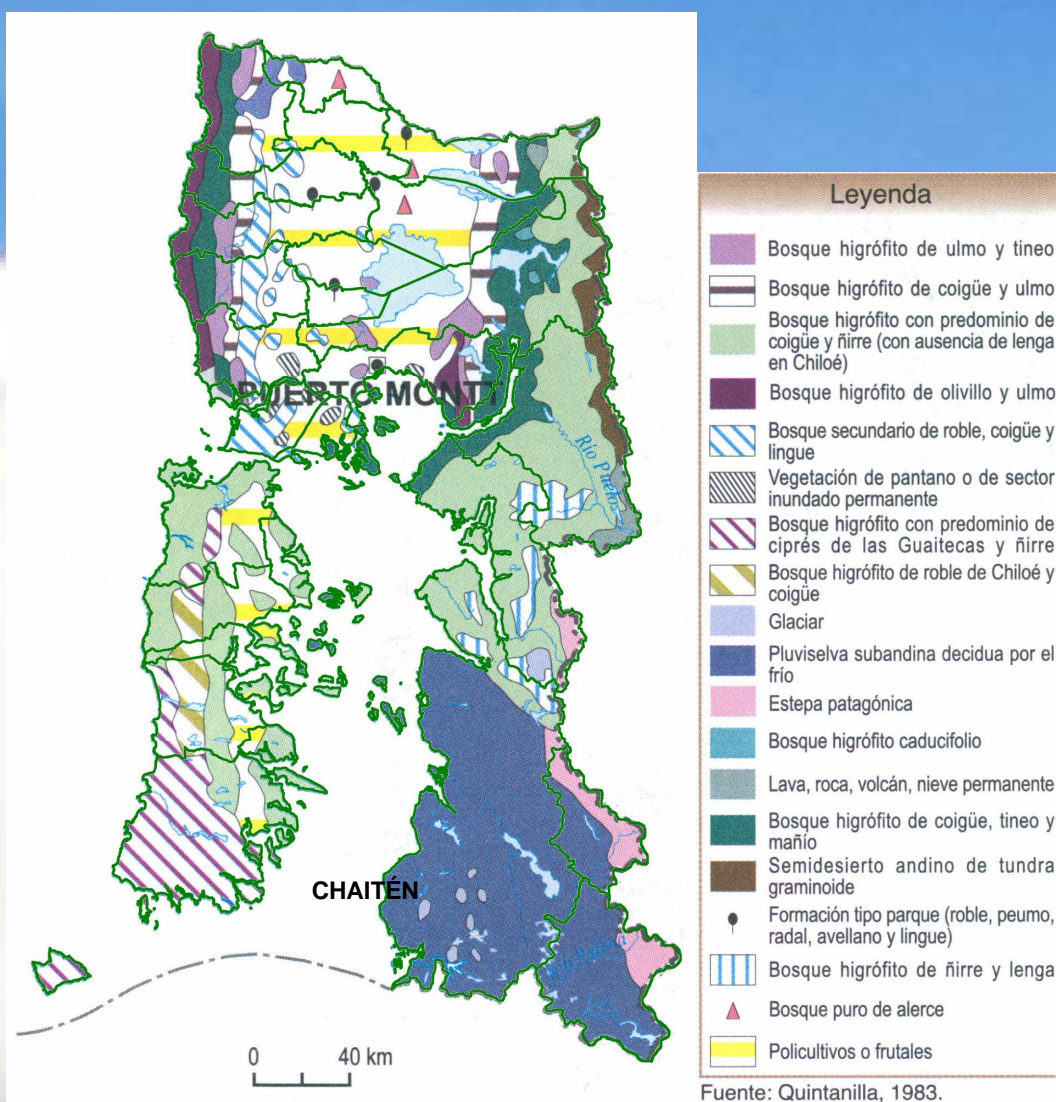 PUERTO MONTT
Río Puelo
CHAITÉN
Río Palena
0 40 km
Leyenda
Bosque higrófito de ulmo y tineo
Bosque higrófito de coigüe y ulmo
Bosque higrófito con predominio de
coigüe y ñirre (con ausencia de lenga
en Chiloé)
Bosque higrófito de olivillo y ulmo
Bosque secundario de roble, coigüe y
lingue
Vegetación de pantano o de sector
inundado permanente
Bosque higrófito con predominio de
ciprés de las Guaitecas y ñirre
Bosque higrófito de roble de Chiloé y
coigüe
Glaciar
Pluviselva subandina decidua por el
frío
Estepa patagónica
Bosque higrófito caducifolio
Lava, roca, volcán, nieve permanente
Bosque higrófito de coigüe, tineo y
mañío
Semidesierto andino de tundra
graminoide
Formación tipo parque (roble, peumo,
radal, avellano y lingue)
Bosque higrófito de ñirre y lenga
Bosque puro de alerce
Policultivos o frutales
Fuente: Quintanilla, 1983.